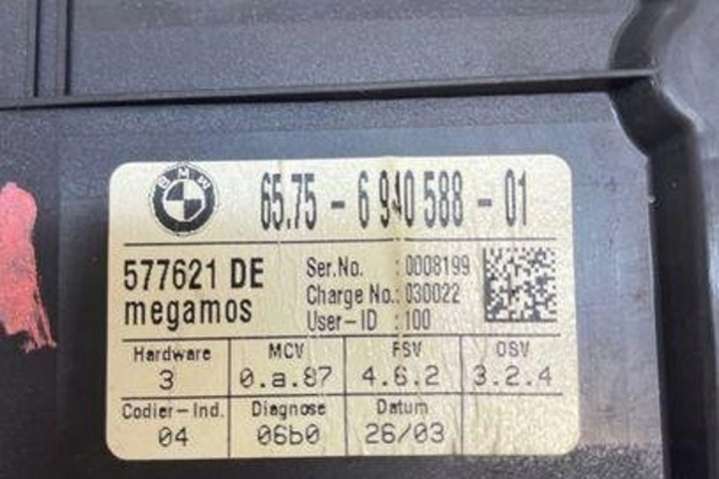 BMW
65.75 - 6 940 588 - 01
577621 DE
megamos
Ser.No. : 0008199
Charge No.: 030022
User-ID : 100
Hardware MCV FSV OSV
3 0.a.87 4.6.2 3.2.4
Codier-Ind. Diagnose Datum
04 06b0 26/03